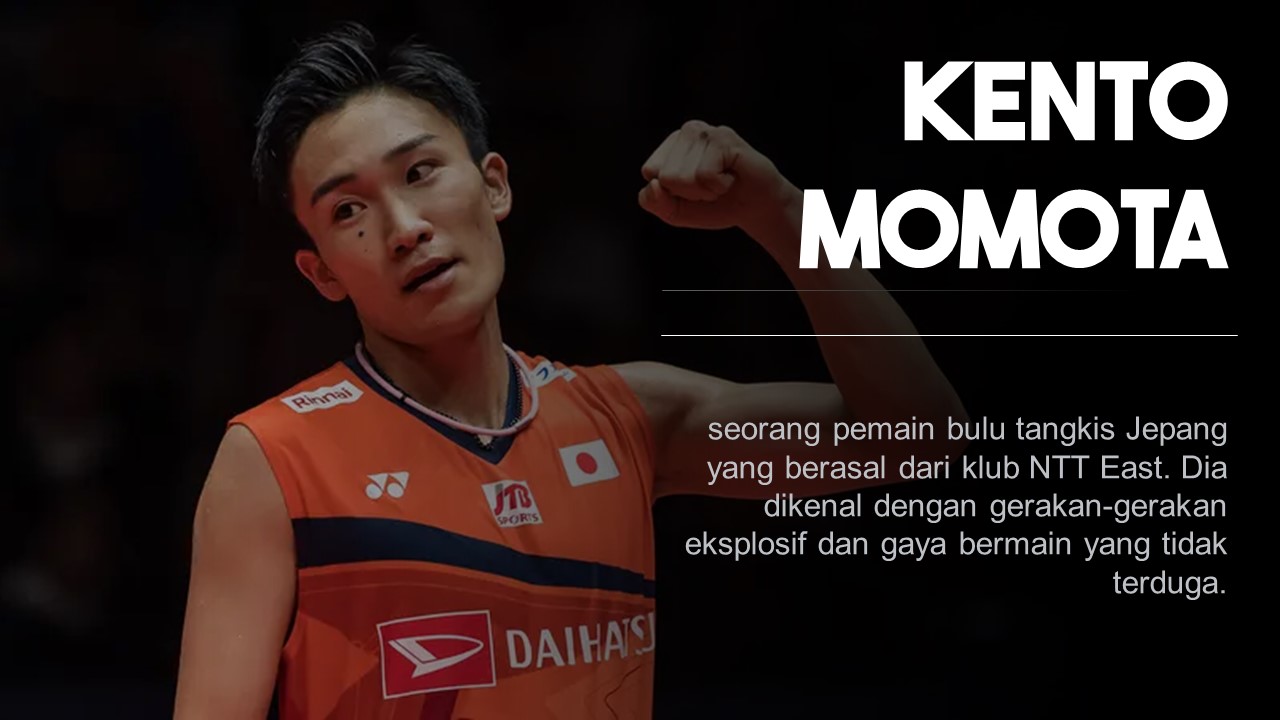 KENTO
MOMOTA
Rinnai
seorang pemain bulu tangkis Jepang
yang berasal dari klub NTT East. Dia
dikenal dengan gerakan-gerakan
eksplosif dan gaya bermain yang tidak
terduga.
JTB
SPORTS
DAIHATSU